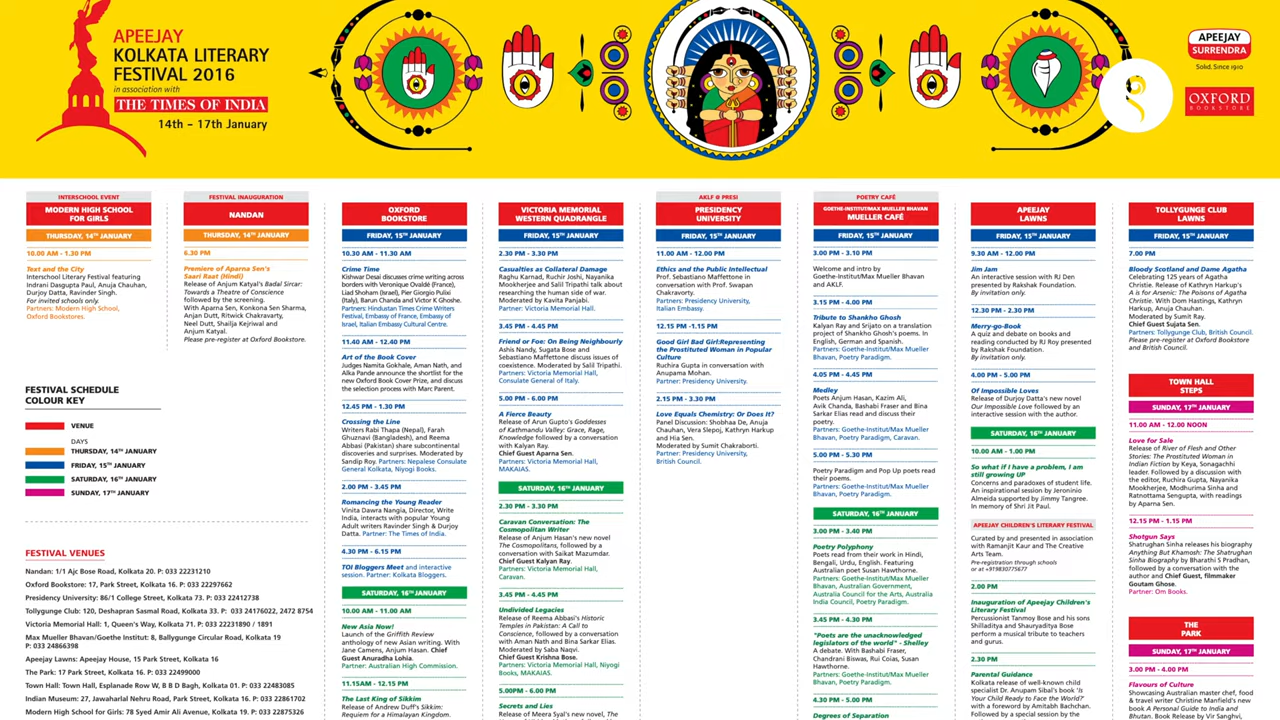 APEEJAY
KOLKATA LITERARY
FESTIVAL 2016
in association with
THE TIMES OF INDIA
14th - 17th January
APEEJAY
SURRENDRA
Solid. Since 1910
OXFORD
BOOKSTORE
INTERSCHOOL EVENT
MODERN HIGH SCHOOL
FOR GIRLS
THURSDAY, 14TH JANUARY
10.00 AM - 1.30 PM
Text and the City
Interschool Literary Festival featuring
Indrani Dasgupta Paul, Anuja Chauhan,
Durjoy Datta, Ravinder Singh.
For invited schools only.
Partners: Modern High School,
Oxford Bookstores.
FESTIVAL SCHEDULE
COLOUR KEY
VENUE
DAYS
THURSDAY, 14TH JANUARY
FRIDAY, 15TH JANUARY
SATURDAY, 16TH JANUARY
SUNDAY, 17TH JANUARY
FESTIVAL VENUES
Nandan: 1/1 Ajc Bose Road, Kolkata 20. P: 033 22231210
Oxford Bookstore: 17, Park Street, Kolkata 16. P: 033 22297662
Presidency University: 86/1 College Street, Kolkata 73. P: 033 22412738
Tollygunge Club: 120, Deshapran Sasmal Road, Kolkata 33. P: 033 24176022, 2472 8754
Victoria Memorial Hall: 1, Queen's Way, Kolkata 71. P: 033 22231890 / 1891
Max Mueller Bhavan/Goethe Institut: 8, Ballygunge Circular Road, Kolkata 19
P: 033 24866398
Apeejay Lawns: Apeejay House, 15 Park Street, Kolkata 16
The Park: 17 Park Street, Kolkata 16. P: 033 22499000
Town Hall: Town Hall, Esplanade Row W, B B D Bagh, Kolkata 01. P: 033 22483085
Indian Museum: 27, Jawaharlal Nehru Road, Park Street, Kolkata 16. P: 033 22861702
Modern High School for Girls: 78 Syed Amir Ali Avenue, Kolkata 19. P: 033 22875326
FESTIVAL INAUGURATION
NANDAN
THURSDAY, 14TH JANUARY
6.30 PM
Premiere of Aparna Sen's
Saari Raat (Hindi)
Release of Anjum Katyal's Badal Sircar:
Towards a Theatre of Conscience
followed by the screening.
With Aparna Sen, Konkona Sen Sharma,
Anjan Dutt, Ritwick Chakravarty,
Neel Dutt, Shailja Kejriwal and
Anjum Katyal.
Please pre-register at Oxford Bookstore.
OXFORD
BOOKSTORE
FRIDAY, 15TH JANUARY
10.30 AM - 11.30 AM
Crime Time
Kishwar Desai discusses crime writing across
borders with Veronique Ovaldé (France),
Liad Shoham (Israel), Pier Giorgio Pulixi
(Italy), Barun Chanda and Victor K Ghoshe.
Partners: Hindustan Times Crime Writers
Festival, Embassy of France, Embassy of
Israel, Italian Embassy Cultural Centre.
11.40 AM - 12.40 PM
Art of the Book Cover
Judges Namita Gokhale, Aman Nath, and
Alka Pande announce the shortlist for the
new Oxford Book Cover Prize, and discuss
the selection process with Marc Parent.
12.45 PM - 1.30 PM
Crossing the Line
Writers Rabi Thapa (Nepal), Farah
Ghuznavi (Bangladesh), and Reema
Abbasi (Pakistan) share subcontinental
discoveries and surprises. Moderated by
Sandip Roy. Partners: Nepalese Consulate
General Kolkata, Niyogi Books.
2.00 PM - 3.45 PM
Romancing the Young Reader
Vinita Dawra Nangia, Director, Write
India, interacts with popular Young
Adult writers Ravinder Singh & Durjoy
Datta. Partner: The Times of India.
4.30 PM - 6.15 PM
TOI Bloggers Meet and interactive
session. Partner: Kolkata Bloggers.
SATURDAY, 16TH JANUARY
10.00 AM - 11.00 AM
New Asia Now!
Launch of the Griffith Review
anthology of new Asian writing. With
Jane Camens, Anjum Hasan. Chief
Guest Anuradha Lohia.
Partner: Australian High Commission.
11.15AM - 12.15 PM
The Last King of Sikkim
Release of Andrew Duff's Sikkim:
Requiem for a Himalayan Kingdom.
VICTORIA MEMORIAL
WESTERN QUADRANGLE
FRIDAY, 15TH JANUARY
2.30 PM - 3.30 PM
Casualties as Collateral Damage
Raghu Karnad, Ruchir Joshi, Nayanika
Mookherjee and Salil Tripathi talk about
researching the human side of war.
Moderated by Kavita Panjabi.
Partner: Victoria Memorial Hall.
3.45 PM - 4.45 PM
Friend or Foe: On Being Neighbourly
Ashis Nandy, Sugata Bose and
Sebastiano Maffettone discuss issues of
coexistence. Moderated by Salil Tripathi.
Partners: Victoria Memorial Hall,
Consulate General of Italy.
5.00 PM - 6.00 PM
A Fierce Beauty
Release of Arun Gupto's Goddesses
of Kathmandu Valley: Grace, Rage,
Knowledge followed by a conversation
with Kalyan Ray.
Chief Guest Aparna Sen.
Partners: Victoria Memorial Hall,
MAKAIAS.
SATURDAY, 16TH JANUARY
2.30 PM - 3.30 PM
Caravan Conversation: The
Cosmopolitan Writer
Release of Anjum Hasan's new novel
The Cosmopolitans, followed by a
conversation with Saikat Mazumdar.
Chief Guest Kalyan Ray.
Partners: Victoria Memorial Hall,
Caravan.
3.45 PM - 4.45 PM
Undivided Legacies
Release of Reema Abbasi's Historic
Temples in Pakistan: A Call to
Conscience, followed by a conversation
with Aman Nath and Bina Sarkar Elias.
Moderated by Saba Naqvi.
Chief Guest Krishna Bose.
Partners: Victoria Memorial Hall, Niyogi
Books, MAKAIAS.
5.00PM - 6.00 PM
Secrets and Lies
Release of Meera Syal's new novel, The
AKLF @ PRESI
PRESIDENCY
UNIVERSITY
FRIDAY, 15TH JANUARY
11.00 AM - 12.00 PM
Ethics and the Public Intellectual
Prof. Sebastiano Maffettone in
conversation with Prof. Swapan
Chakravorty.
Partners: Presidency University,
Italian Embassy.
12.15 PM -1.15 PM
Good Girl Bad Girl:Representing
the Prostituted Woman in Popular
Culture
Ruchira Gupta in conversation with
Anupama Mohan.
Partner: Presidency University.
2.15 PM - 3.30 PM
Love Equals Chemistry: Or Does It?
Panel Discussion: Shobhaa De, Anuja
Chauhan, Vera Slepoj, Kathryn Harkup
and Hia Sen.
Moderated by Sumit Chakraborti.
Partners: Presidency University,
British Council.
POETRY CAFÉ
GOETHE-INSTITUT/MAX MUELLER BHAVAN
MUELLER CAFÉ
FRIDAY, 15TH JANUARY
3.00 PM - 3.10 PM
Welcome and intro by
Goethe-Institut/Max Mueller Bhavan
and AKLF.
3.15 PM - 4.00 PM
Tribute to Shankho Ghosh
Kalyan Ray and Srijato on a translation
project of Shankho Ghosh's poems. In
English, German and Spanish.
Partners: Goethe-Institut/Max Mueller
Bhavan, Poetry Paradigm.
4.05 PM - 4.45 PM
Medley
Poets Anjum Hasan, Kazim Ali,
Avik Chanda, Bashabi Fraser and Bina
Sarkar Elias read and discuss their
poetry.
Partners: Goethe-Institut/Max Mueller
Bhavan, Poetry Paradigm, Caravan.
5.00 PM - 5.30 PM
Poetry Paradigm and Pop Up poets read
their poems.
Partners: Goethe-Institut/Max Mueller
Bhavan, Poetry Paradigm.
SATURDAY, 16TH JANUARY
3.00 PM - 3.40 PM
Poetry Polyphony
Poets read from their work in Hindi,
Bengali, Urdu, English. Featuring
Australian poet Susan Hawthorne.
Partners: Goethe-Institut/Max Mueller
Bhavan, Australian Government,
Australia Council for the Arts, Australia
India Council, Poetry Paradigm.
3.45 PM - 4.30 PM
"Poets are the unacknowledged
legislators of the world" - Shelley
A debate. With Bashabi Fraser,
Chandrani Biswas, Rui Coias, Susan
Hawthorne.
Partners: Goethe-Institut/Max Mueller
Bhavan, Poetry Paradigm.
4.30 PM - 5.00 PM
Degrees of Separation
APEEJAY
LAWNS
FRIDAY, 15TH JANUARY
9.30 AM - 12.00 PM
Jim Jam
An interactive session with RJ Den
presented by Rakshak Foundation.
By invitation only.
12.30 PM - 2.30 PM
Merry-go-Book
A quiz and debate on books and
reading conducted by RJ Roy presented
by Rakshak Foundation.
By invitation only.
4.00 PM - 5.00 PM
Of Impossible Loves
Release of Durjoy Datta's new novel
Our Impossible Love followed by an
interactive session with the author.
SATURDAY, 16TH JANUARY
10.00 AM - 1.00 PM
So what if I have a problem, I am
still growing UP
Concerns and paradoxes of student life.
An inspirational session by Jeroninio
Almeida supported by Jimmy Tangree.
In memory of Shri Jit Paul.
APEEJAY CHILDREN'S LITERARY FESTIVAL
Curated by and presented in association
with Ramanjit Kaur and The Creative
Arts Team.
Pre-registration through schools
or at +919830775677
2.00 PM
Inauguration of Apeejay Children's
Literary Festival
Percussionist Tanmoy Bose and his sons
Shilladitya and Shauryaditya Bose
perform a musical tribute to teachers
and gurus.
2.30 PM
Parental Guidance
Kolkata release of well-known child
specialist Dr. Anupam Sibal's book 'Is
Your Child Ready to Face the World?'
with a foreword by Amitabh Bachchan.
Followed by a special session by the
TOLLYGUNGE CLUB
LAWNS
FRIDAY, 15TH JANUARY
7.00 PM
Bloody Scotland and Dame Agatha
Celebrating 125 years of Agatha
Christie. Release of Kathryn Harkup's
A is for Arsenic: The Poisons of Agatha
Christie. With Dom Hastings, Kathryn
Harkup, Anuja Chauhan.
Moderated by Sumit Ray.
Chief Guest Sujata Sen.
Partners: Tollygunge Club, British Council.
Please pre-register at Oxford Bookstore
and British Council.
TOWN HALL
STEPS
SUNDAY, 17TH JANUARY
11.00 AM - 12.00 NOON
Love for Sale
Release of River of Flesh and Other
Stories: The Prostituted Woman in
Indian Fiction by Keya, Sonagachhi
leader. Followed by a discussion with
the editor, Ruchira Gupta, Nayanika
Mookherjee, Modhurima Sinha and
Ratnottama Sengupta, with readings
by Aparna Sen.
12.15 PM - 1.15 PM
Shotgun Says
Shatrughan Sinha releases his biography
Anything But Khamosh: The Shatrughan
Sinha Biography by Bharathi S Pradhan,
followed by a conversation with the
author and Chief Guest, filmmaker
Goutam Ghose.
Partner: Om Books.
THE
PARK
SUNDAY, 17TH JANUARY
3.00 PM - 4.00 PM
Flavours of Culture
Showcasing Australian master chef, food
& travel writer Christine Manfield's new
book A Personal Guide to India and
Bhutan. Book Release by Vir Sanghvi,